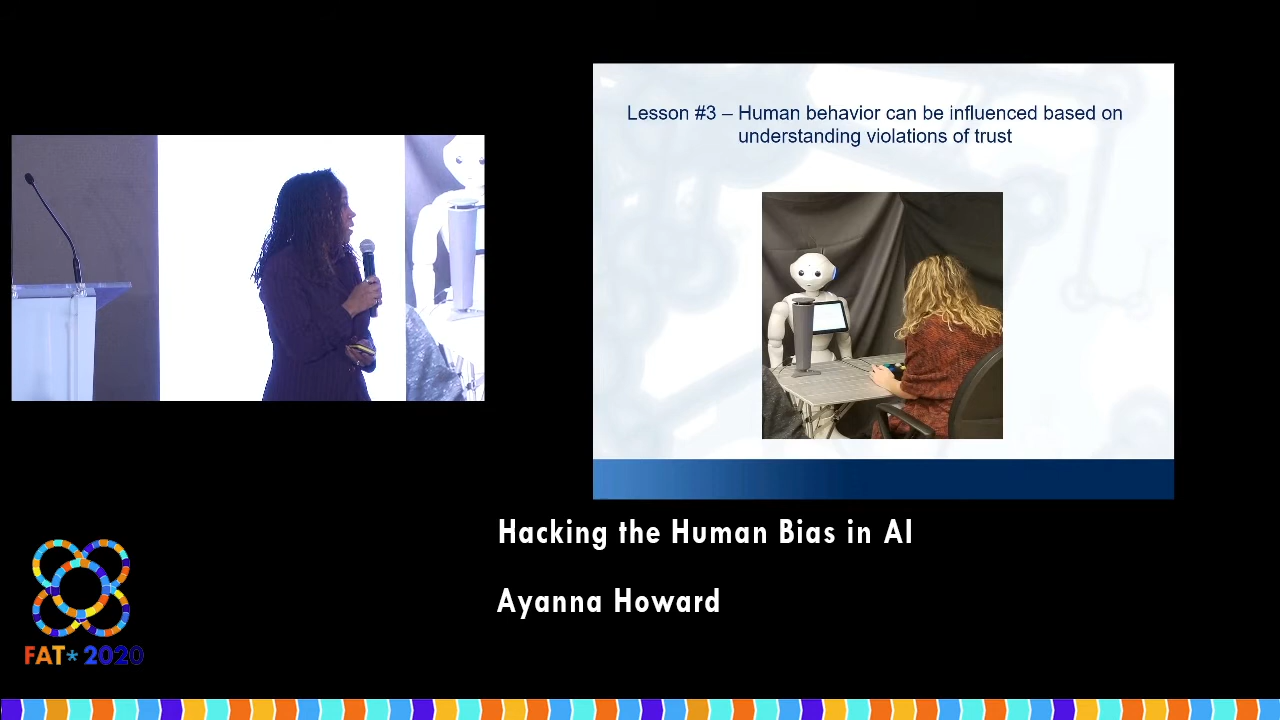 Lesson #3 – Human behavior can be influenced based on
understanding violations of trust
Hacking the Human Bias in AI
Ayanna Howard
FAT* 2020